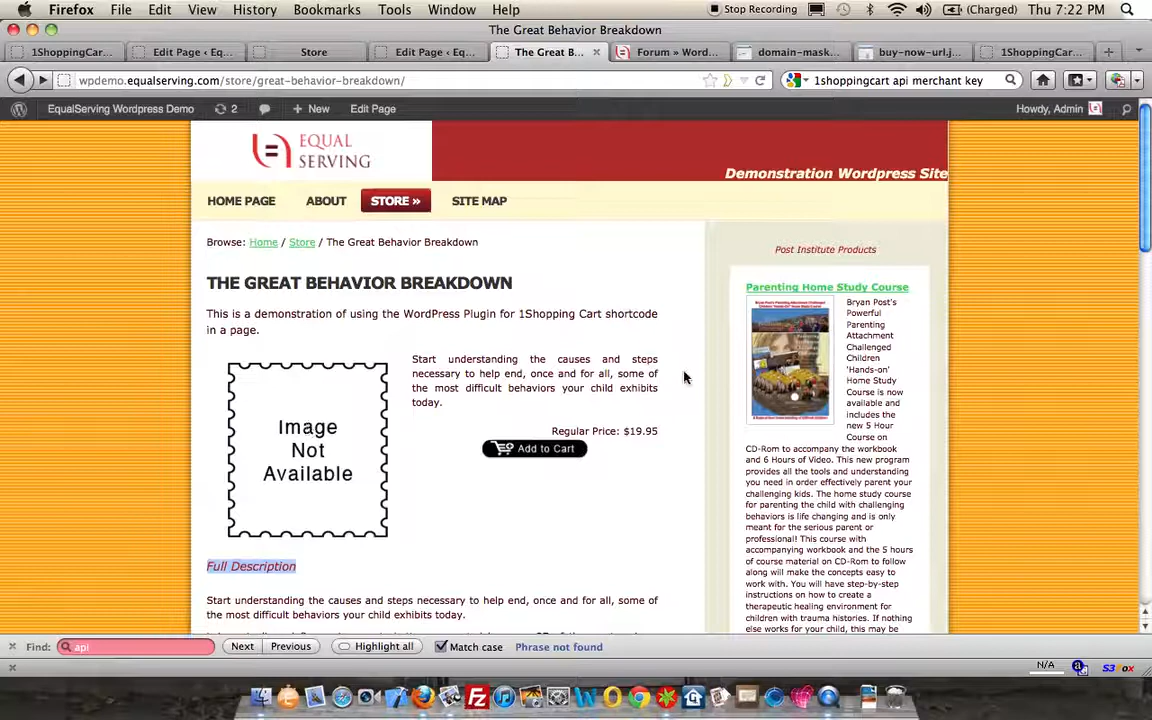 Firefox File Edit View History Bookmarks Tools Window Help Stop Recording (Charged) Thu 7:22 PM
The Great Behavior Breakdown
1ShoppingCar... Edit Page ‹ Eq... Store Edit Page ‹ Eq... The Great B... Forum » Word... domain-mask... buy-now-url.j... 1ShoppingCart...
wpdemo.equalserving.com/store/great-behavior-breakdown/ 1shoppingcart api merchant key
EqualServing Wordpress Demo 2 New Edit Page Howdy, Admin
EQUAL
SERVING
Demonstration Wordpress Site
HOME PAGE ABOUT STORE » SITE MAP
Browse: Home / Store / The Great Behavior Breakdown
THE GREAT BEHAVIOR BREAKDOWN
This is a demonstration of using the WordPress Plugin for 1Shopping Cart shortcode
in a page.
Image
Not
Available
Start understanding the causes and steps
necessary to help end, once and for all, some of
the most difficult behaviors your child exhibits
today.
Regular Price: $19.95
Add to Cart
Full Description
Start understanding the causes and steps necessary to help end, once and for all, some of
the most difficult behaviors your child exhibits today.
Post Institute Products
Parenting Home Study Course
Bryan Post's
Powerful
Parenting
Attachment
Challenged
Children
'Hands-on'
Home Study
Course is now
available and
includes the
new 5 Hour
Course on
CD-Rom to accompany the workbook
and 6 Hours of Video. This new program
provides all the tools and understanding
you need in order effectively parent your
challenging kids. The home study course
for parenting the child with challenging
behaviors is life changing and is only
meant for the serious parent or
professional! This course with
accompanying workbook and the 5 hours
of course material on CD-Rom to follow
along will make the concepts easy to
work with. You will have step-by-step
instructions on how to create a
therapeutic healing environment for
children with trauma histories. If nothing
else works for your child, this may be
Find: api Next Previous Highlight all Match case Phrase not found
N/A S3 ox